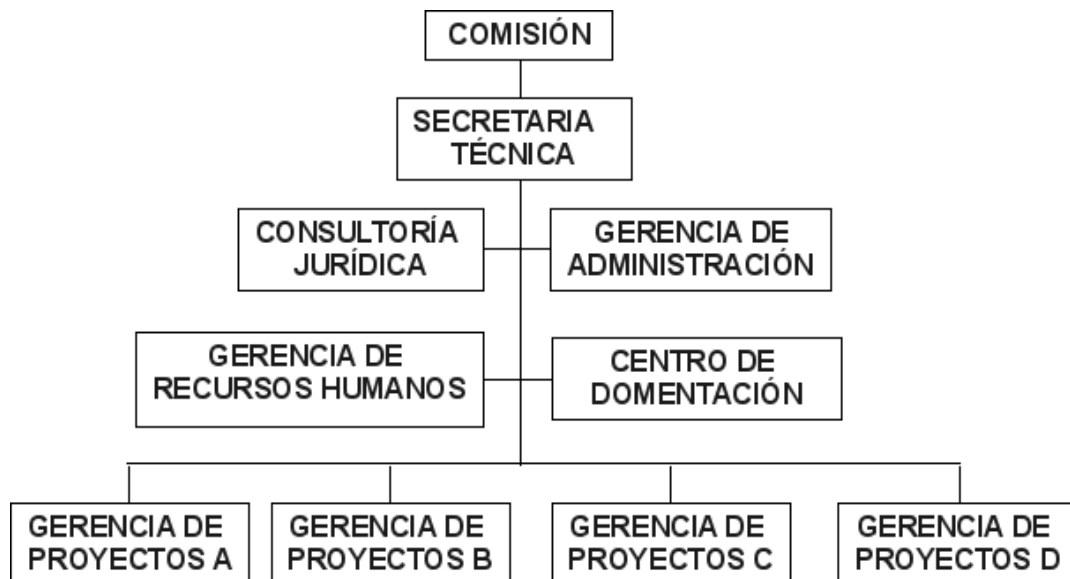 COMISIÓN
SECRETARIA
TÉCNICA
CONSULTORÍA
JURÍDICA
GERENCIA DE
ADMINISTRACIÓN
GERENCIA DE
RECURSOS HUMANOS
CENTRO DE
DOMENTACIÓN
GERENCIA DE
PROYECTOS A
GERENCIA DE
PROYECTOS B
GERENCIA DE
PROYECTOS C
GERENCIA DE
PROYECTOS D